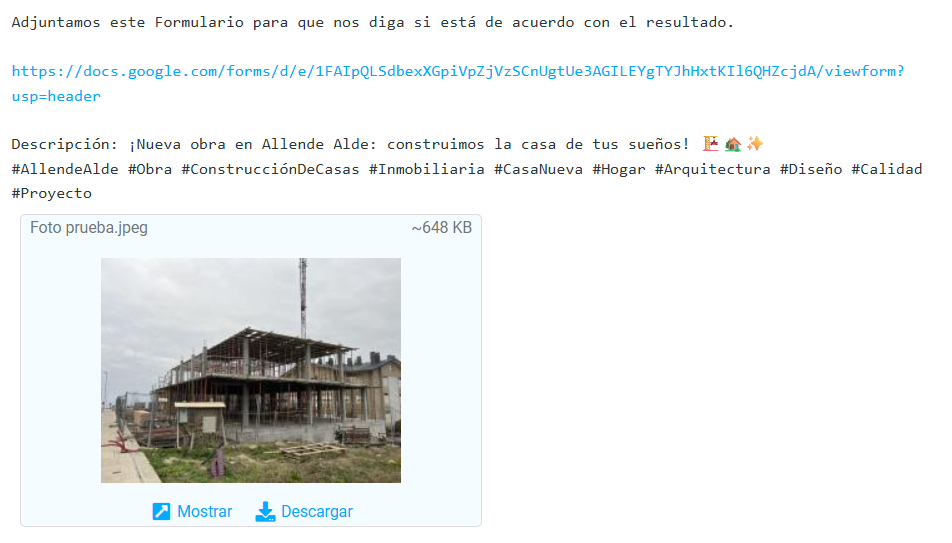 Adjuntamos este Formulario para que nos diga si está de acuerdo con el resultado.
https://docs.google.com/forms/d/e/1FAIpQLSdbexXGpiVpZjVzSCnUgtUe3AGILEYgTYJhHxtKIl6QHZcjdA/viewform?
usp=header
Descripción: ¡Nueva obra en Allende Alde: construimos la casa de tus sueños! 🏗️🏠✨
#AllendeAlde #Obra #ConstrucciónDeCasas #Inmobiliaria #CasaNueva #Hogar #Arquitectura #Diseño #Calidad
#Proyecto
Foto prueba.jpeg ~648 KB
Mostrar Descargar